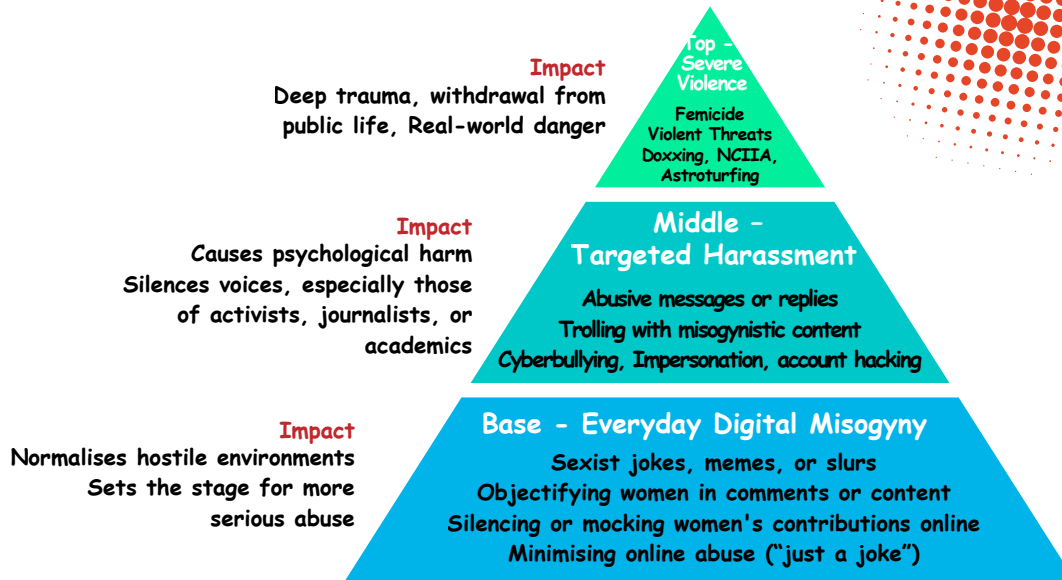 Top -
Severe
Violence
Femicide
Violent Threats
Doxxing, NCIIA,
Astroturfing
Impact
Deep trauma, withdrawal from
public life, Real-world danger
Middle -
Targeted Harassment
Abusive messages or replies
Trolling with misogynistic content
Cyberbullying, Impersonation, account hacking
Impact
Causes psychological harm
Silences voices, especially those
of activists, journalists, or
academics
Base - Everyday Digital Misogyny
Sexist jokes, memes, or slurs
Objectifying women in comments or content
Silencing or mocking women's contributions online
Minimising online abuse (“just a joke”)
Impact
Normalises hostile environments
Sets the stage for more
serious abuse